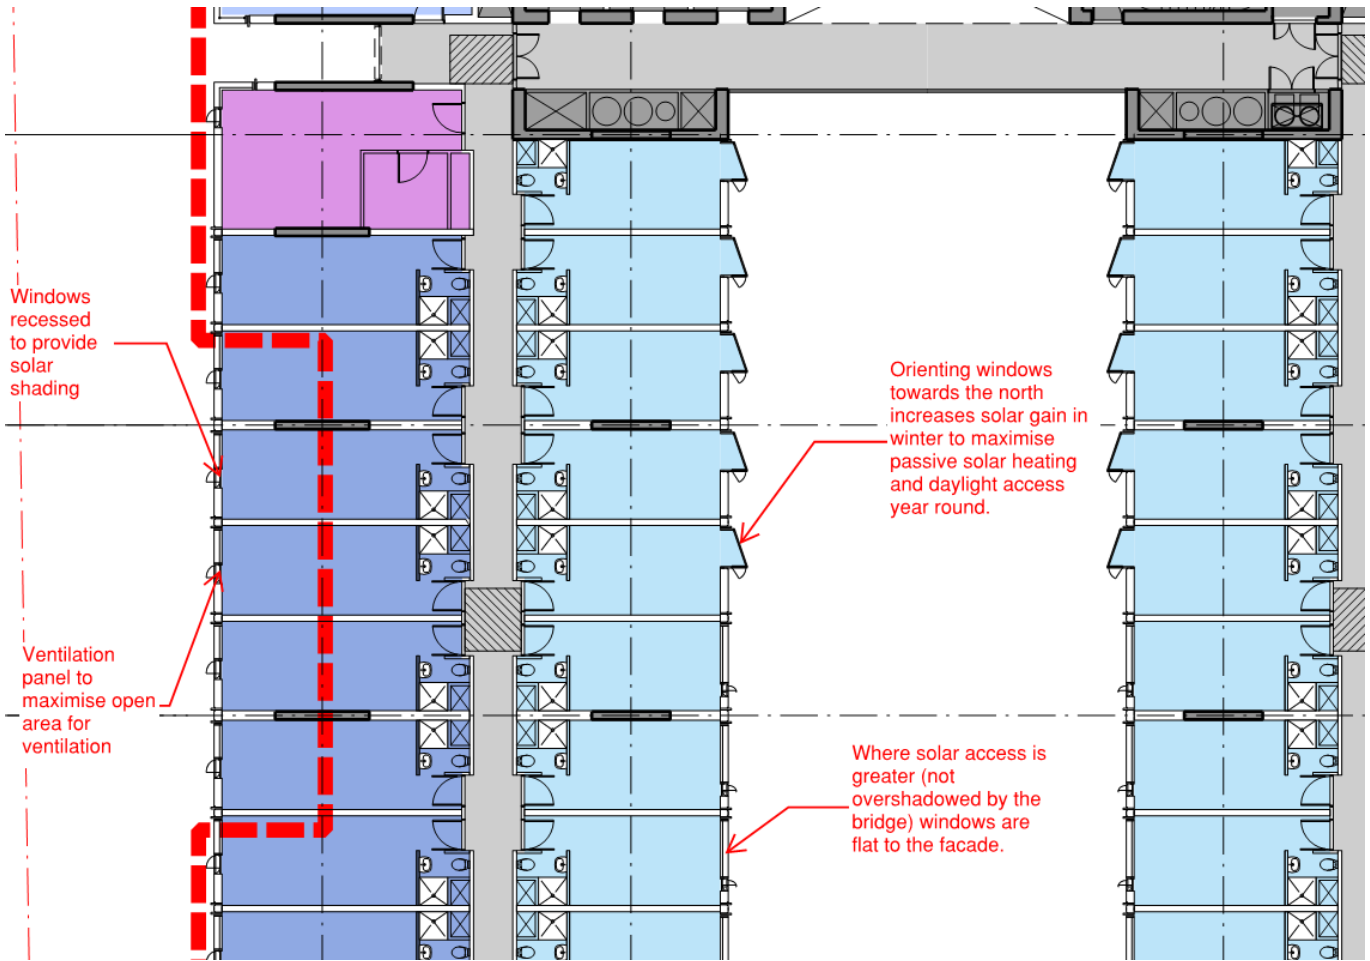 Windows
recessed
to provide
solar
shading
Orienting windows
towards the north
increases solar gain in
winter to maximise
passive solar heating
and daylight access
year round.
Ventilation
panel to
maximise open
area for
ventilation
Where solar access is
greater (not
overshadowed by the
bridge) windows are
flat to the facade.